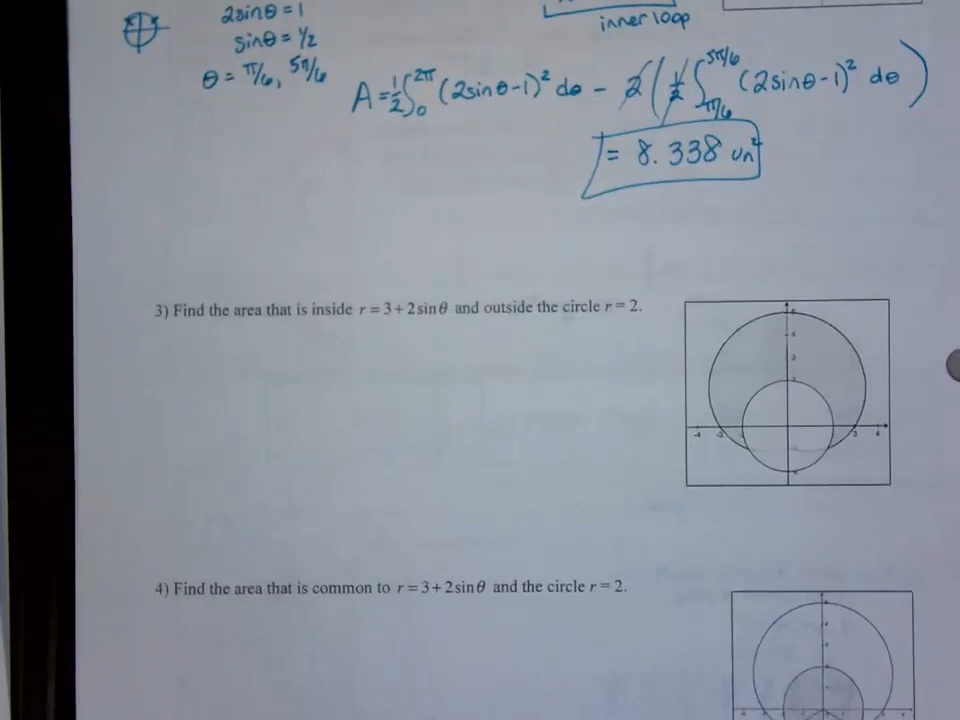 2sinθ = 1
sinθ = 1/2
θ = π/6, 5π/6
inner loop
A = 1/2 ∫₀^2π (2sinθ-1)² dθ - 2 ( 1/2 ∫π/6^5π/6 (2sinθ-1)² dθ )
= 8.338 un²
3) Find the area that is inside r = 3 + 2 sin θ and outside the circle r = 2.
4) Find the area that is common to r = 3 + 2 sin θ and the circle r = 2.